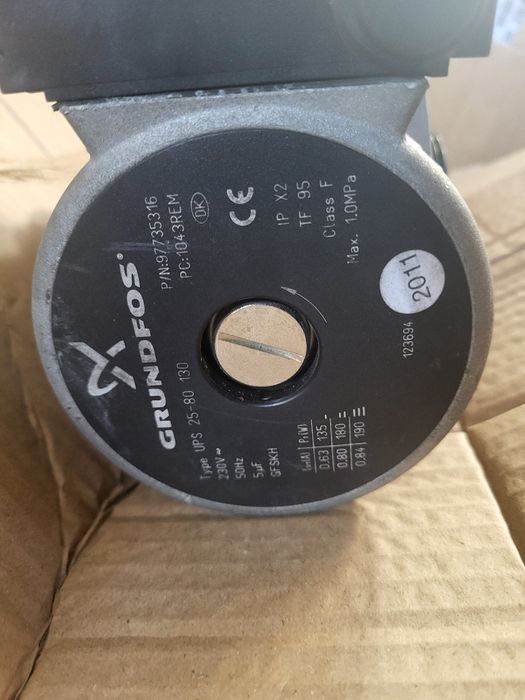 GRUNDFOS
P/N:97735316
PC:1043REM
DK
CE
IP X2
TF 95
Class F
Max. 1.0MPa
2011
123694
Type UPS 25-80 130
230V~
50Hz
5µF
GFSKH
I₁/₁(A) P₁(W)
0.63 135
0.80 180
0.84 190